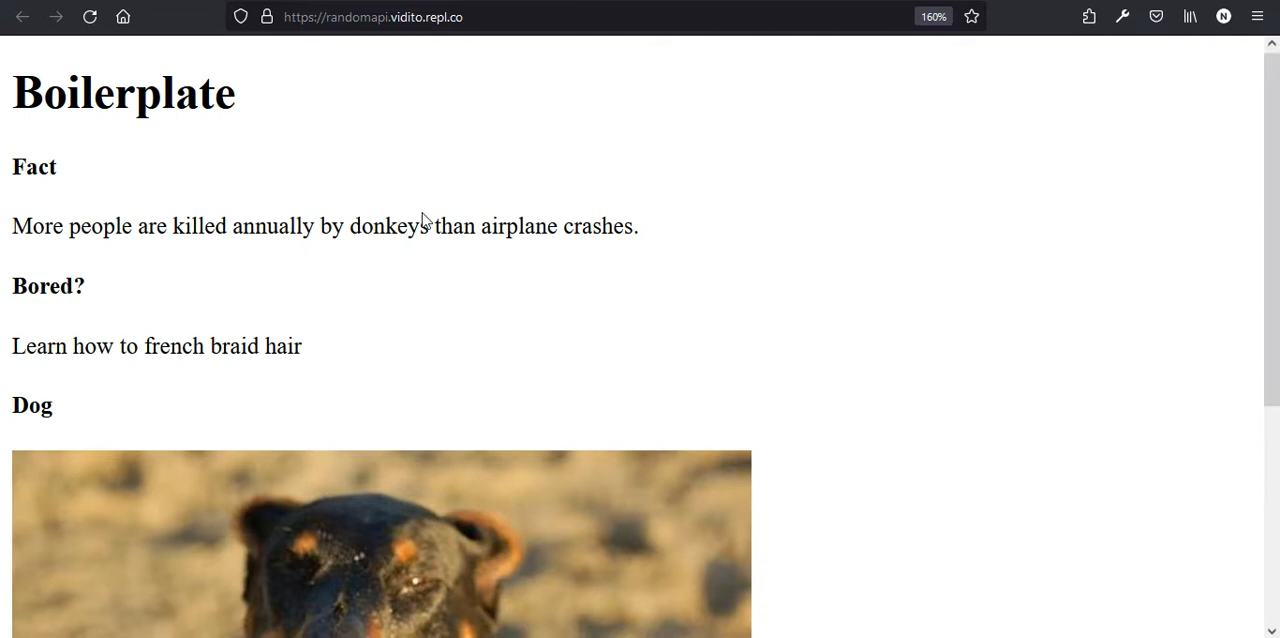 https://randomapi.vidito.repl.co
160%
N
Boilerplate
Fact
More people are killed annually by donkeys than airplane crashes.
Bored?
Learn how to french braid hair
Dog